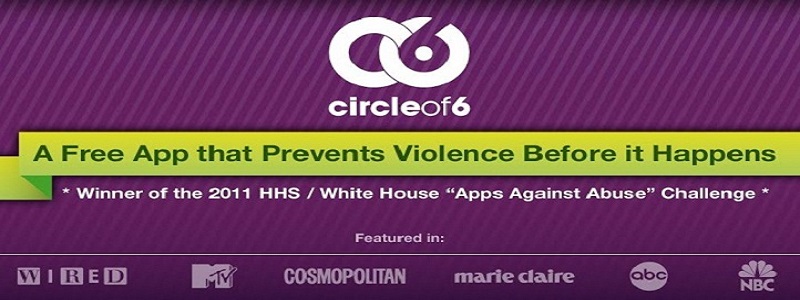 circleof6
A Free App that Prevents Violence Before it Happens
* Winner of the 2011 HHS / White House “Apps Against Abuse” Challenge *
Featured in:
WIRED MTV COSMOPOLITAN marie claire abc NBC